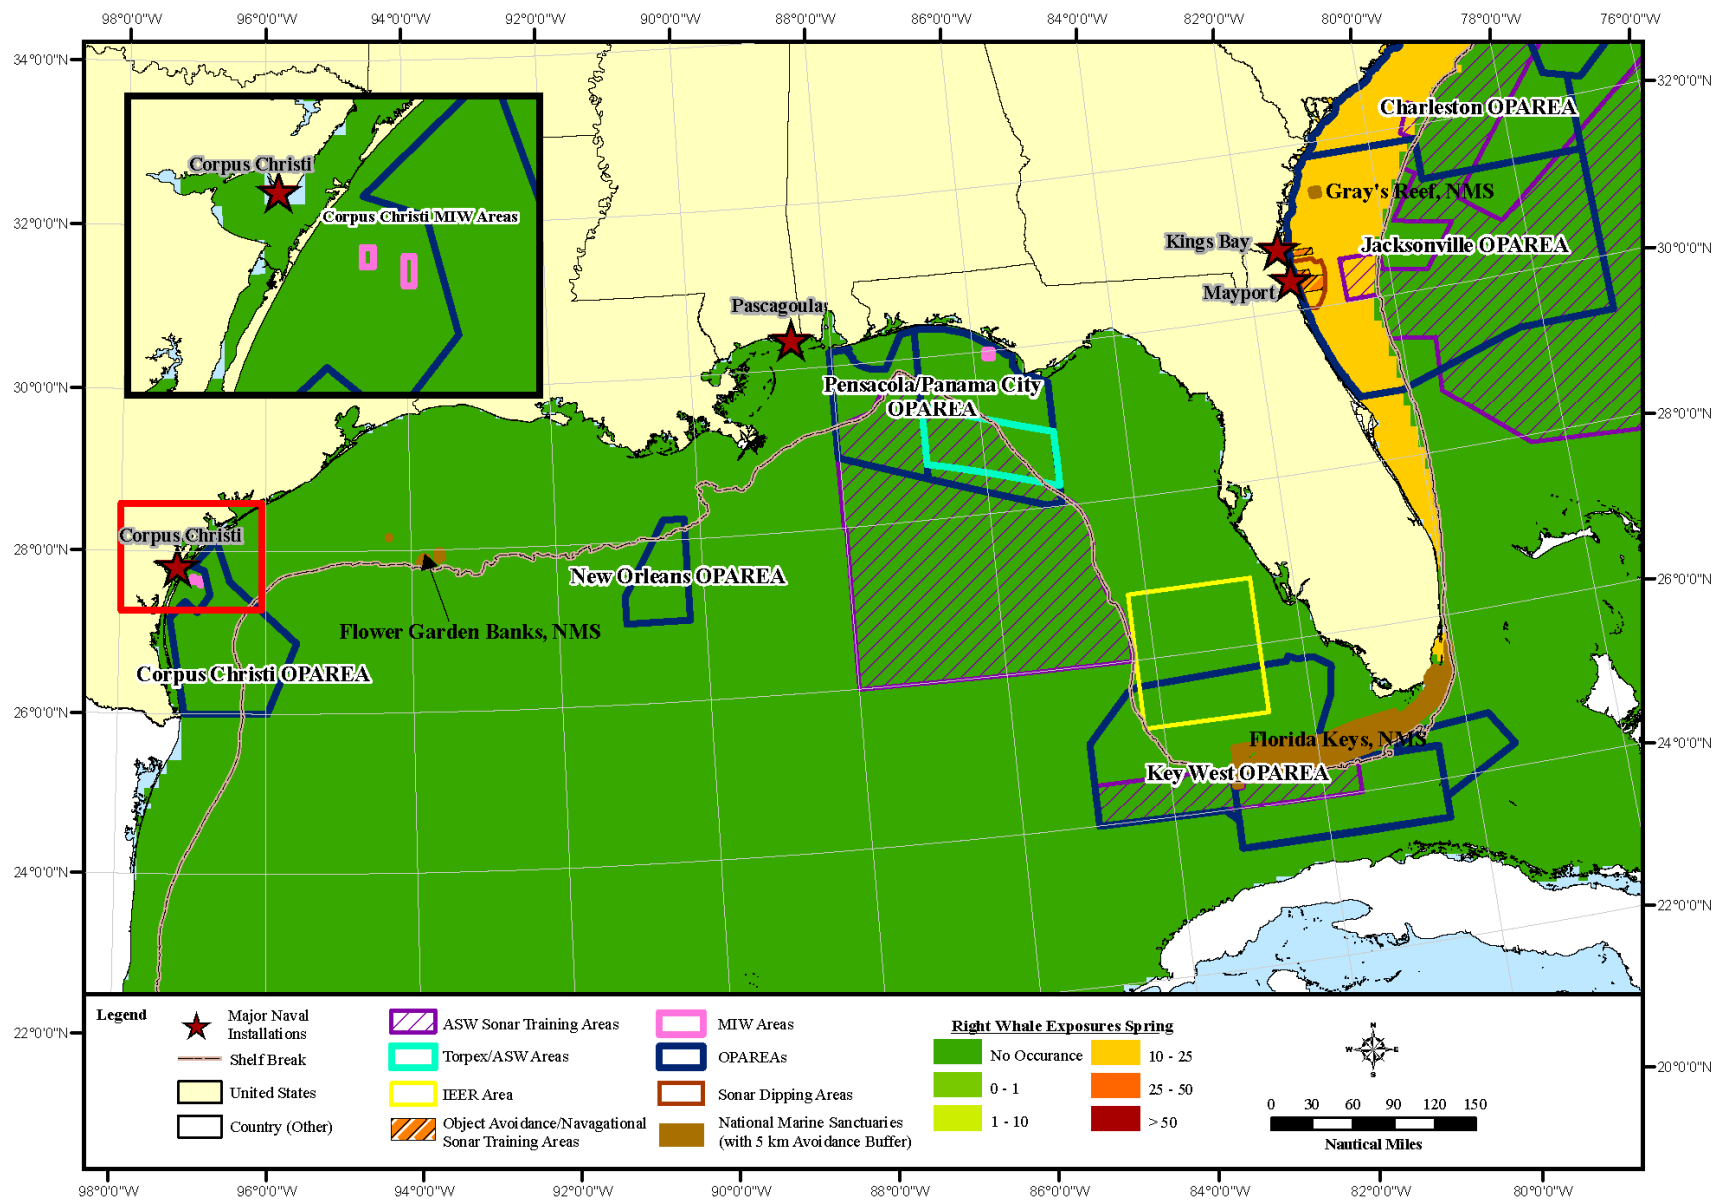 98°0'0"W 96°0'0"W 94°0'0"W 92°0'0"W 90°0'0"W 88°0'0"W 86°0'0"W 84°0'0"W 82°0'0"W 80°0'0"W 78°0'0"W 76°0'0"W
34°0'0"N
32°0'0"N
30°0'0"N
28°0'0"N
26°0'0"N
24°0'0"N
22°0'0"N
32°0'0"N
30°0'0"N
28°0'0"N
26°0'0"N
24°0'0"N
22°0'0"N
20°0'0"N
Corpus Christi
Corpus Christi MIW Areas
Charleston OPAREA
Gray's Reef, NMS
Kings Bay
Jacksonville OPAREA
Mayport
Pascagoula
Pensacola/Panama City
OPAREA
Corpus Christi
New Orleans OPAREA
Flower Garden Banks, NMS
Corpus Christi OPAREA
Florida Keys, NMS
Key West OPAREA
Legend
Major Naval
Installations
Shelf Break
United States
Country (Other)
ASW Sonar Training Areas
Torpex/ASW Areas
IEER Area
Object Avoidance/Navagational
Sonar Training Areas
MIW Areas
OPAREAs
Sonar Dipping Areas
National Marine Sanctuaries
(with 5 km Avoidance Buffer)
Right Whale Exposures Spring
No Occurance
0 - 1
1 - 10
10 - 25
25 - 50
> 50
N
W E
S
0 30 60 90 120 150
Nautical Miles
98°0'0"W 96°0'0"W 94°0'0"W 92°0'0"W 90°0'0"W 88°0'0"W 86°0'0"W 84°0'0"W 82°0'0"W 80°0'0"W